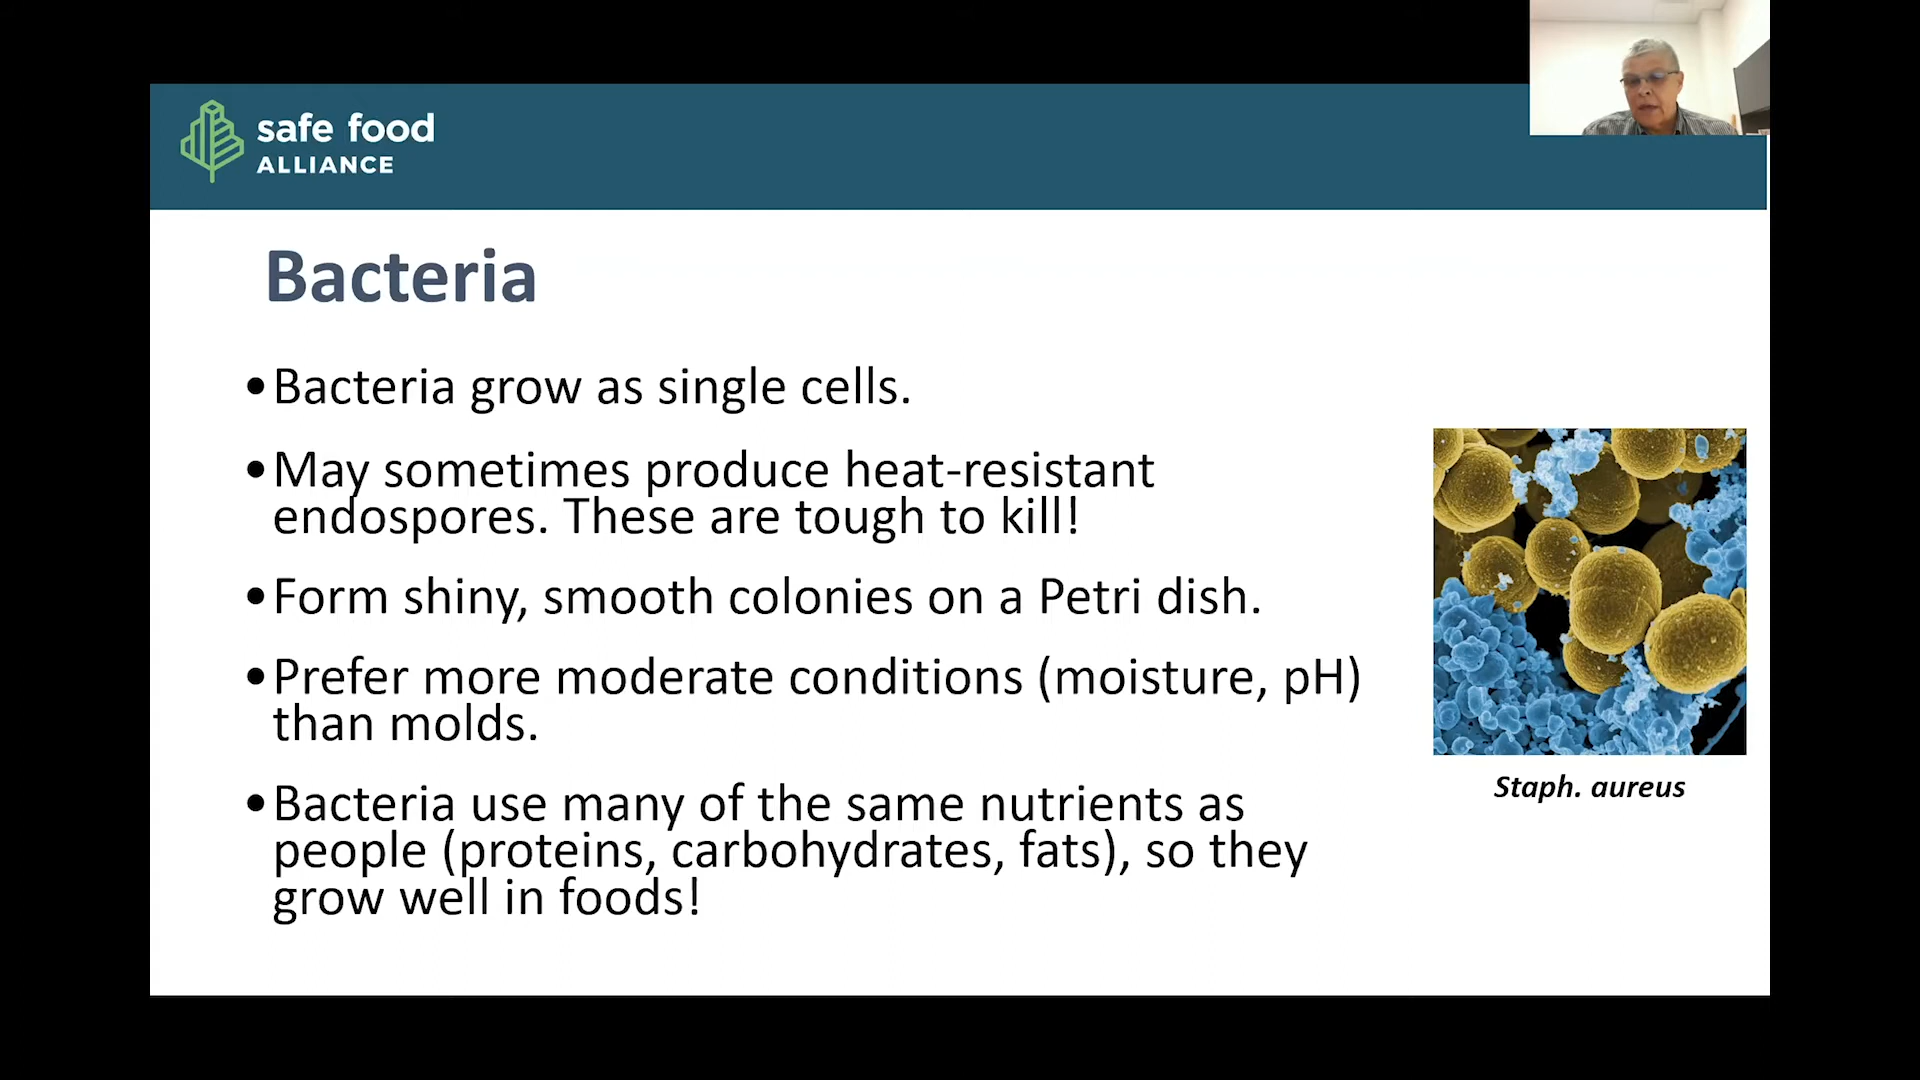 safe food
ALLIANCE
Bacteria
•Bacteria grow as single cells.
•May sometimes produce heat-resistant
endospores. These are tough to kill!
•Form shiny, smooth colonies on a Petri dish.
•Prefer more moderate conditions (moisture, pH)
than molds.
•Bacteria use many of the same nutrients as
people (proteins, carbohydrates, fats), so they
grow well in foods!
Staph. aureus